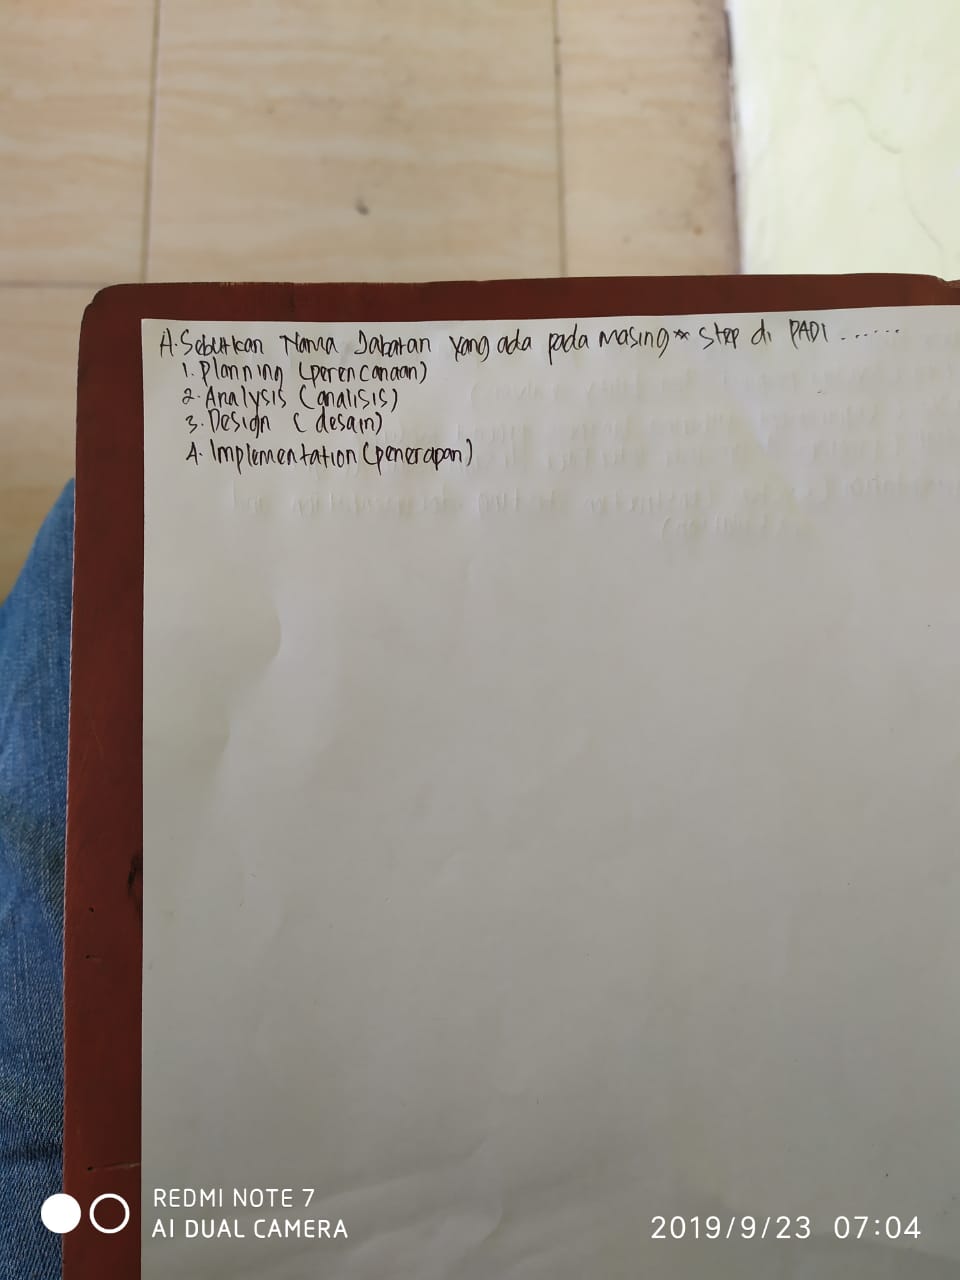 A. Sebutkan Nama Jabatan yang ada pada masing" step di PADI ......
1. Planning (perencanaan)
2. Analysis (analisis)
3. Design (desain)
4. Implementation (penerapan)
REDMI NOTE 7
AI DUAL CAMERA
2019/9/23 07:04